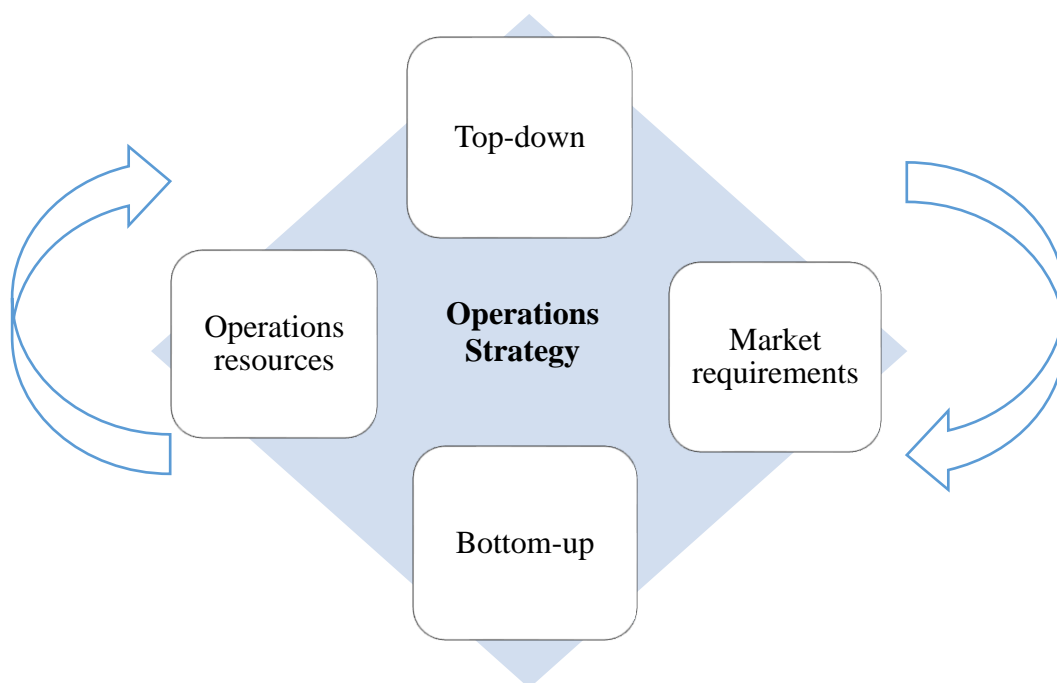 Top-down
Operations
resources
Operations
Strategy
Market
requirements
Bottom-up